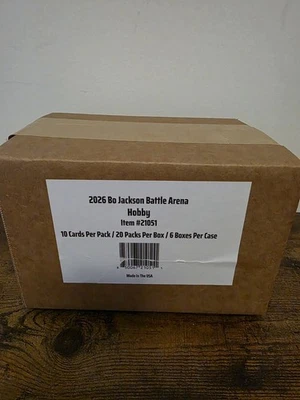 2026 Bo Jackson Battle Arena
Hobby
Item #21051
10 Cards Per Pack / 20 Packs Per Box / 6 Boxes Per Case
Made In The USA